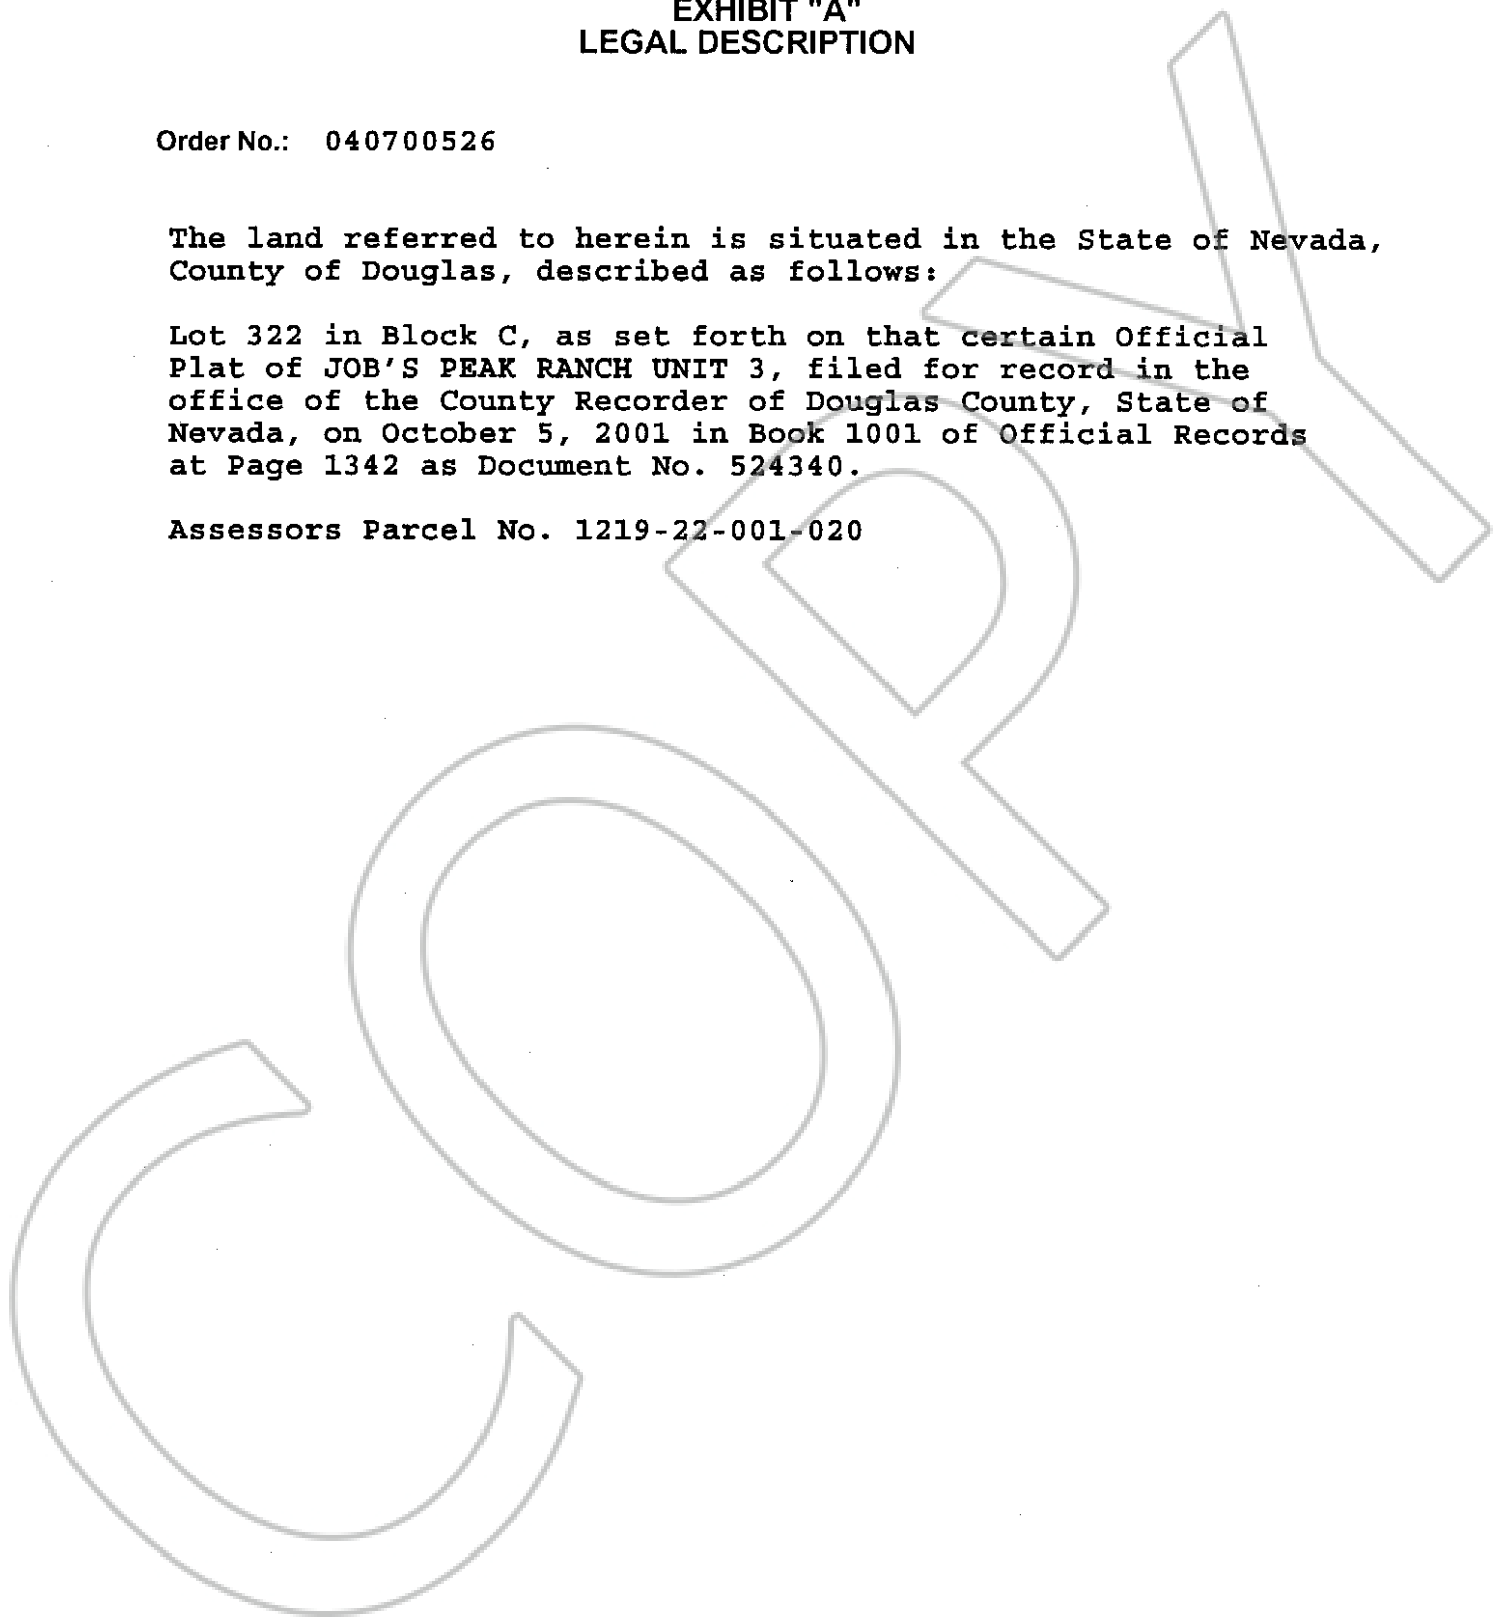 EXHIBIT "A"
LEGAL DESCRIPTION
Order No.: 040700526
The land referred to herein is situated in the State of Nevada,
County of Douglas, described as follows:
Lot 322 in Block C, as set forth on that certain Official
Plat of JOB'S PEAK RANCH UNIT 3, filed for record in the
office of the County Recorder of Douglas County, State of
Nevada, on October 5, 2001 in Book 1001 of Official Records
at Page 1342 as Document No. 524340.
Assessors Parcel No. 1219-22-001-020
COPY